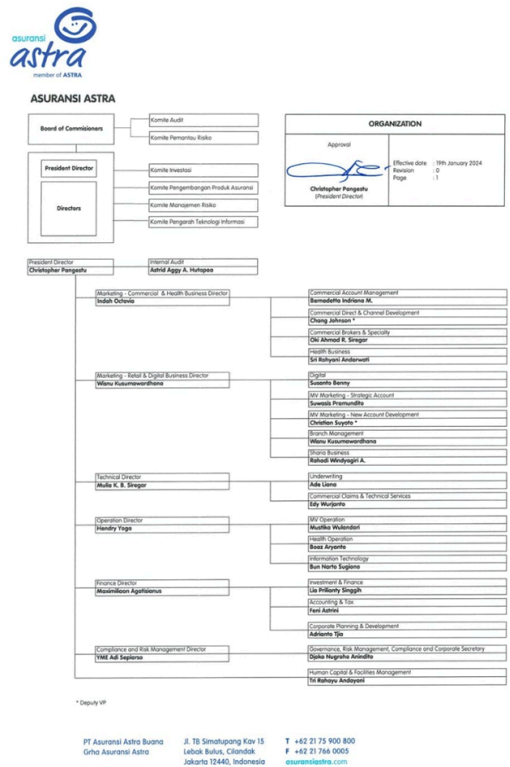 asuransi
astra
member of ASTRA
ASURANSI ASTRA
Board of Commisioners
Komite Audit
Komite Pemantau Risiko
President Director
Directors
Komite Investasi
Komite Pengembangan Produk Asuransi
Komite Manajemen Risiko
Komite Pengarah Teknologi Informasi
ORGANIZATION
Approval
Christopher Pangestu
(President Director)
Effective date : 19th January 2024
Revision : 0
Page : 1
President Director
Christopher Pangestu
Internal Audit
Astrid Aggy A. Hutapea
Marketing - Commercial & Health Business Director
Indah Octavia
Commercial Account Management
Bernadetta Indriana M.
Commercial Direct & Channel Development
Chang Johnson *
Commercial Brokers & Specialty
Oki Ahmad R. Siregar
Health Business
Sri Rahyani Andarwati
Marketing - Retail & Digital Business Director
Wisnu Kusumawardhana
Digital
Susanto Benny
MV Marketing - Strategic Account
Suwasis Pramundito
MV Marketing - New Account Development
Christian Suyoto *
Branch Management
Wisnu Kusumawardhana
Sharia Business
Rahadi Windyagiri A.
Technical Director
Mulia K. B. Siregar
Underwriting
Ade Liana
Commercial Claims & Technical Services
Edy Wurjanto
Operation Director
Hendry Yoga
MV Operation
Mustika Wulandari
Health Operation
Boaz Aryanto
Information Technology
Bun Narto Sugiono
Finance Director
Maximiliaan Agatisianus
Investment & Finance
Lia Prilianty Singgih
Accounting & Tax
Feni Astrini
Corporate Planning & Development
Adrianto Tjia
Compliance and Risk Management Director
YME Adi Sepiarso
Governance, Risk Management, Compliance and Corporate Secretary
Djoko Nugroho Anindito
Human Capital & Facilities Management
Tri Rahayu Andayani
* Deputy VP
PT Asuransi Astra Buana
Grha Asuransi Astra
Jl. TB Simatupang Kav 15
Lebak Bulus, Cilandak
Jakarta 12440, Indonesia
T +62 21 75 900 800
F +62 21 766 0005
asuransiastra.com